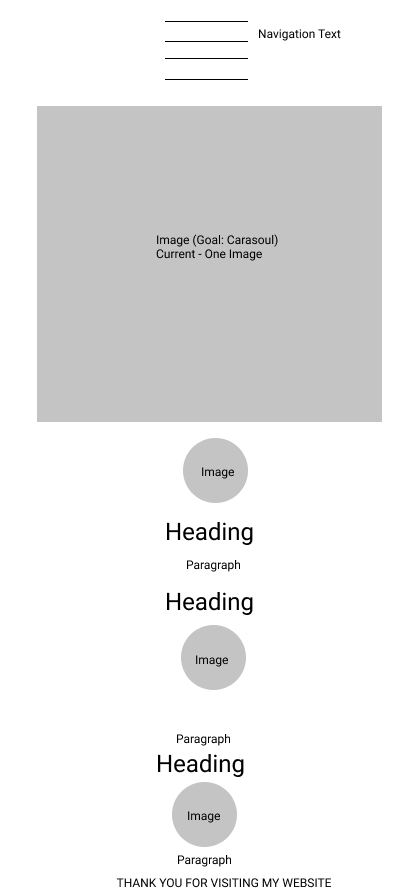 Navigation Text
Image (Goal: Carasoul)
Current - One Image
Image
Heading
Paragraph
Heading
Image
Paragraph
Heading
Image
Paragraph
THANK YOU FOR VISITING MY WEBSITE